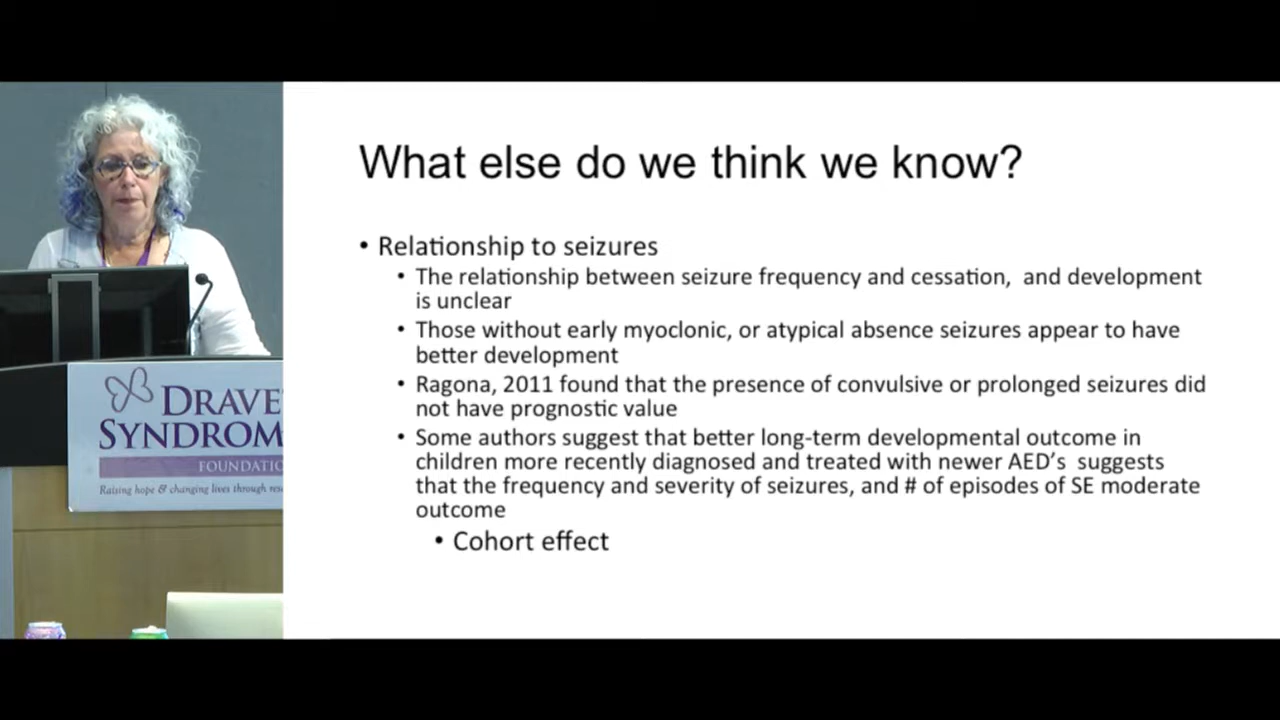 What else do we think we know?
• Relationship to seizures
• The relationship between seizure frequency and cessation, and development
is unclear
• Those without early myoclonic, or atypical absence seizures appear to have
better development
• Ragona, 2011 found that the presence of convulsive or prolonged seizures did
not have prognostic value
• Some authors suggest that better long-term developmental outcome in
children more recently diagnosed and treated with newer AED's suggests
that the frequency and severity of seizures, and # of episodes of SE moderate
outcome
• Cohort effect
DRAVE
SYNDROM
FOUNDATIO
Raising hope & changing lives through res